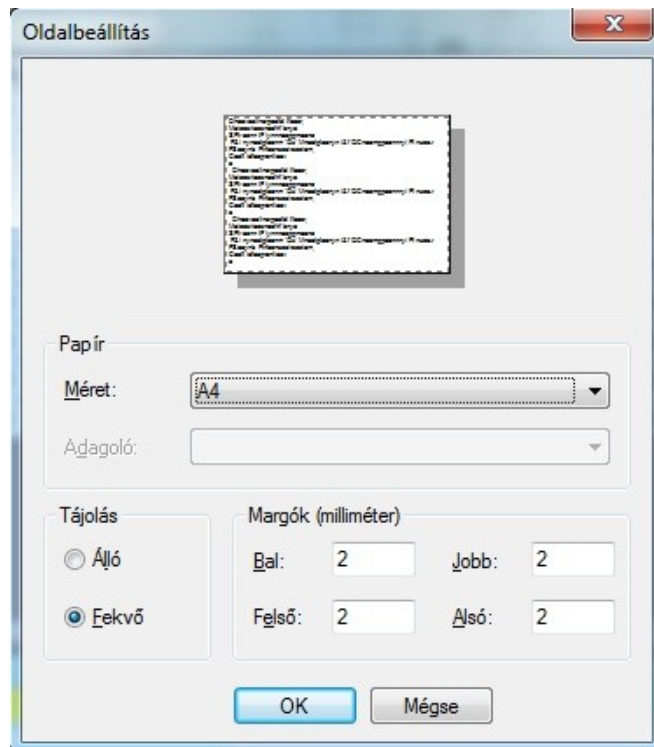 Oldalbeállítás
Papír
Méret: A4
Adagoló:
Tájolás
Álló
Fekvő
Margók (milliméter)
Bal: 2 Jobb: 2
Felső: 2 Alsó: 2
OK Mégse